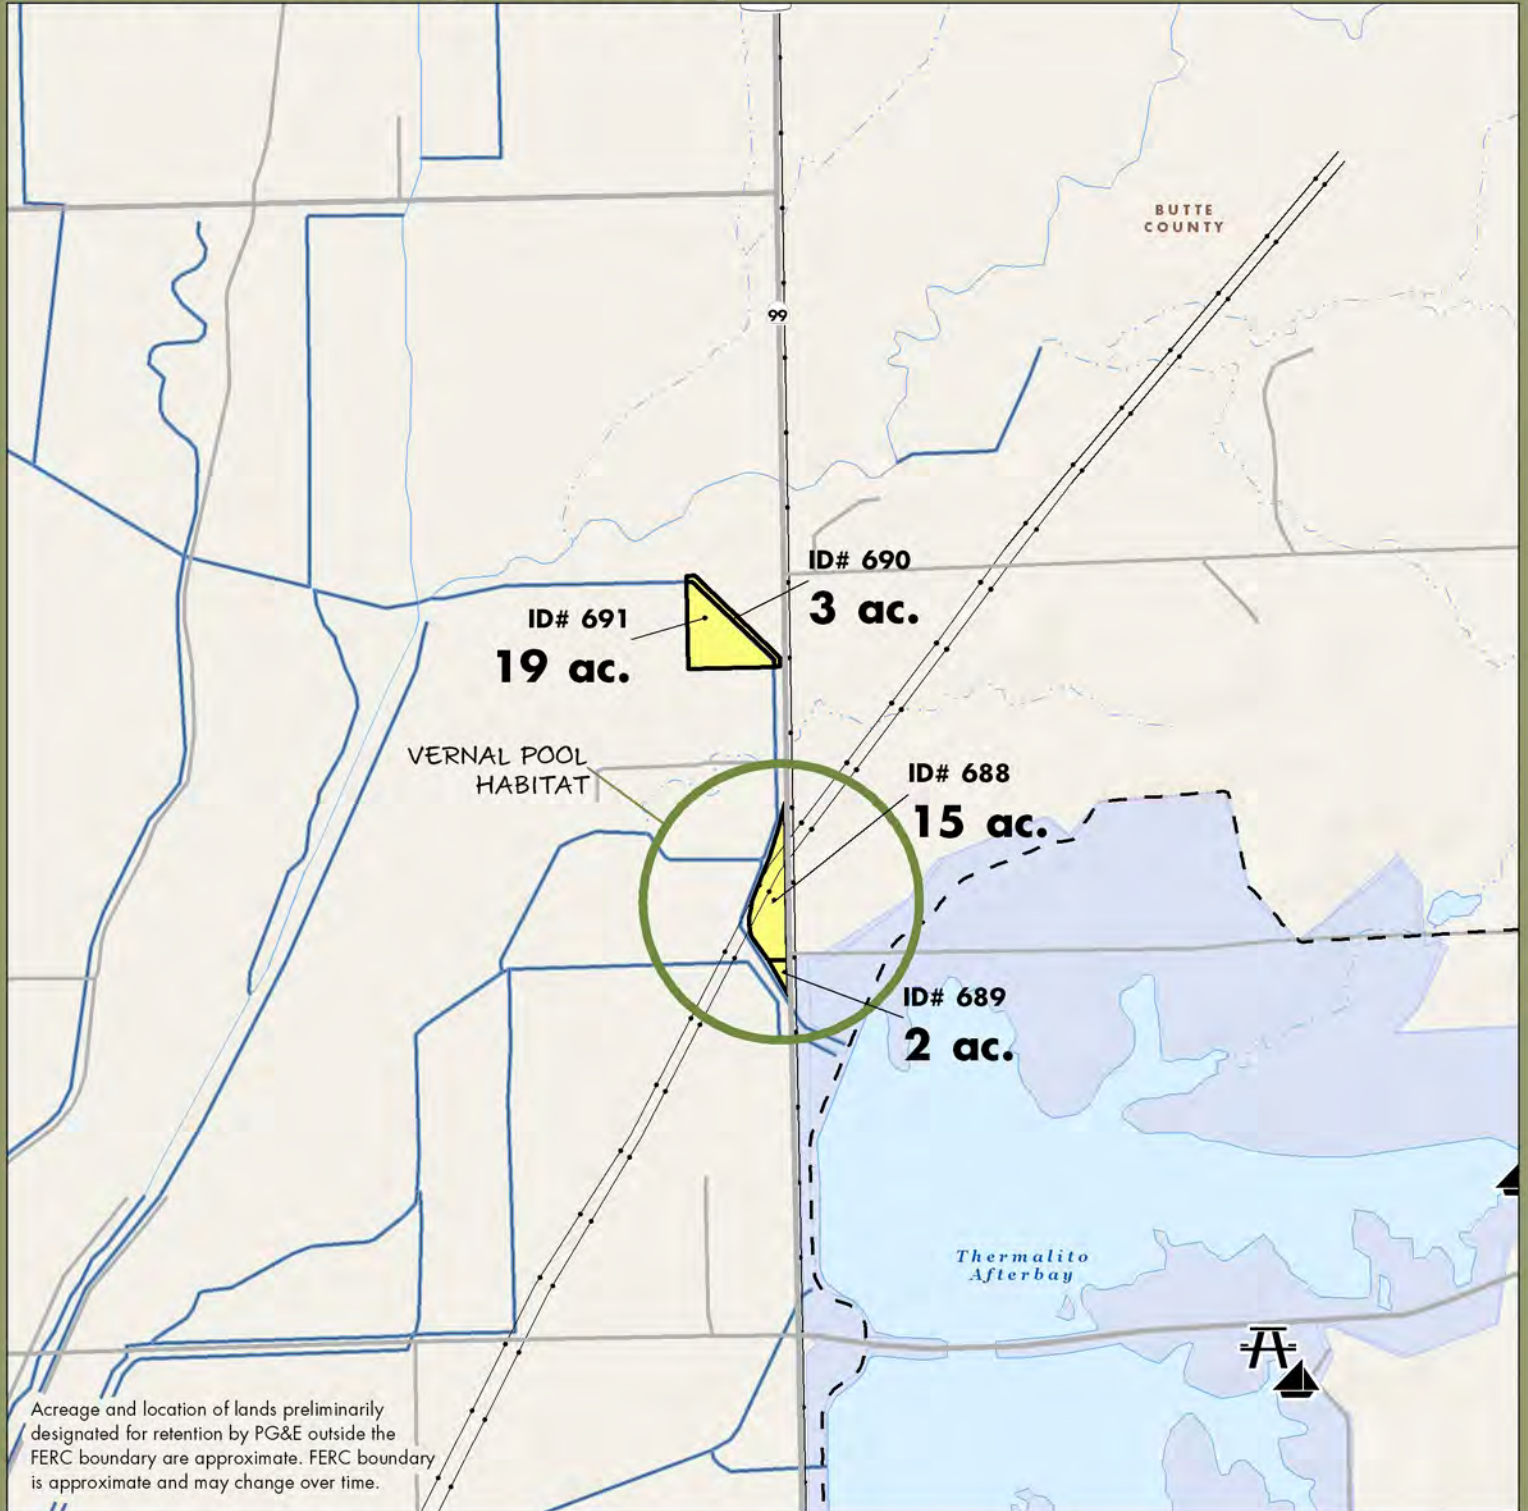 BUTTE
COUNTY
99
ID# 690
3 ac.
ID# 691
19 ac.
VERNAL POOL
HABITAT
ID# 688
15 ac.
ID# 689
2 ac.
Thermalito
Afterbay
Acreage and location of lands preliminarily
designated for retention by PG&E outside the
FERC boundary are approximate. FERC boundary
is approximate and may change over time.